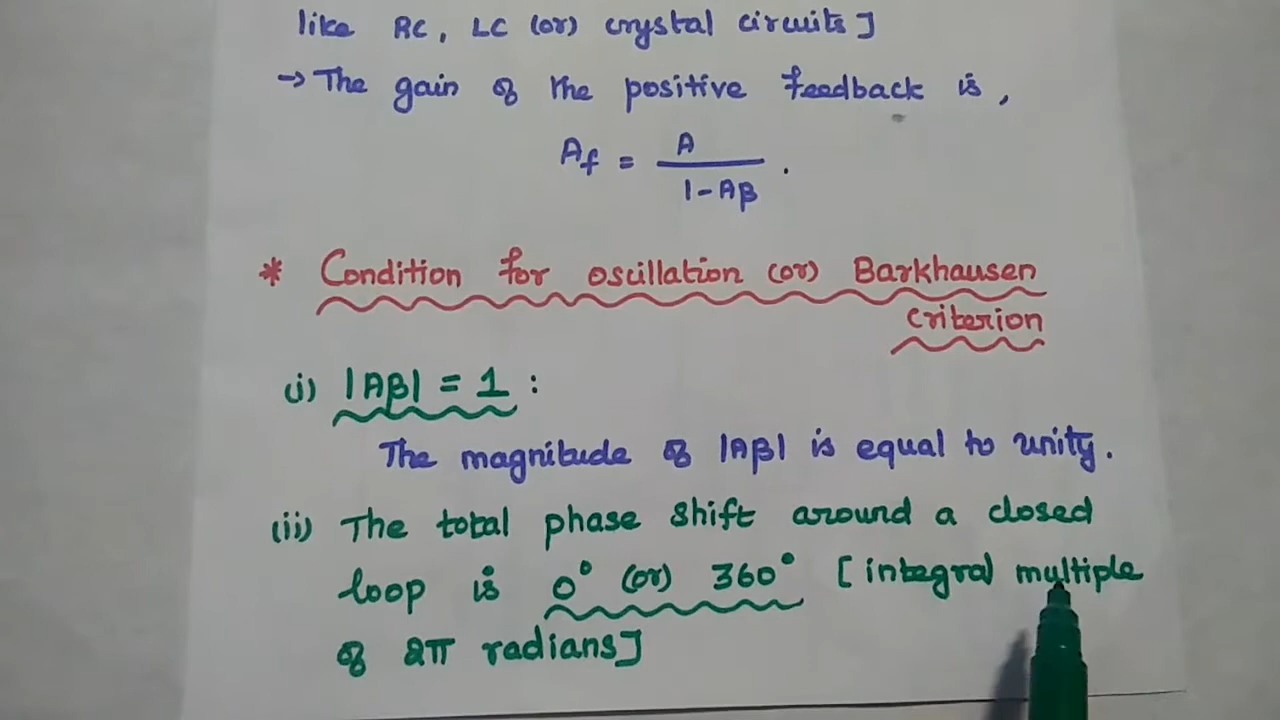 like RC, LC (or) crystal circuits]
→ The gain of the positive feedback is,
Af = A / 1-Aβ .
* Condition for oscillation (or) Barkhausen
criterion
(i) |Aβ| = 1 :
The magnitude of |Aβ| is equal to unity.
(ii) The total phase shift around a closed
loop is 0° (or) 360° [integral multiple
of 2π radians]